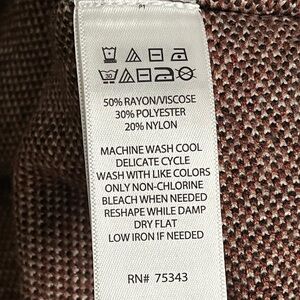 30
50% RAYON/VISCOSE
30% POLYESTER
20% NYLON
MACHINE WASH COOL
DELICATE CYCLE
WASH WITH LIKE COLORS
ONLY NON-CHLORINE
BLEACH WHEN NEEDED
RESHAPE WHILE DAMP
DRY FLAT
LOW IRON IF NEEDED
RN# 75343